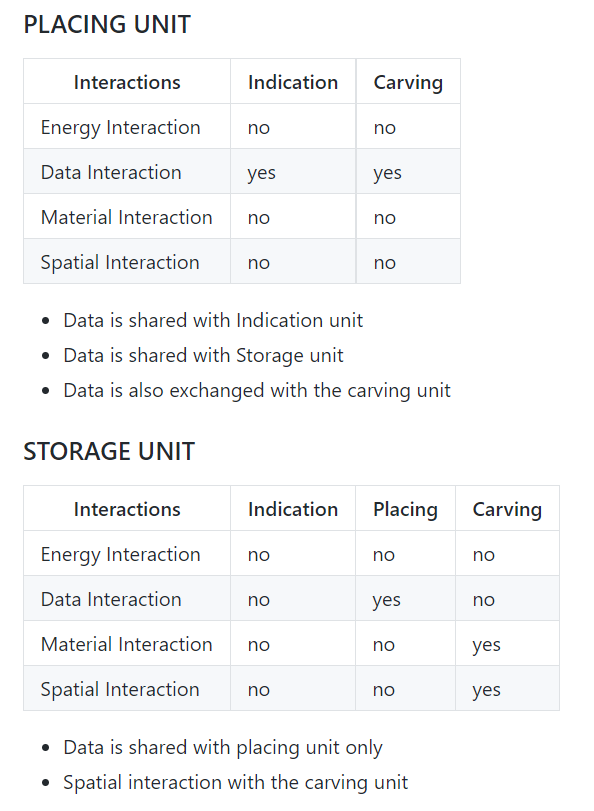 PLACING UNIT
Interactions Indication Carving
Energy Interaction no no
Data Interaction yes yes
Material Interaction no no
Spatial Interaction no no
Data is shared with Indication unit
Data is shared with Storage unit
Data is also exchanged with the carving unit
STORAGE UNIT
Interactions Indication Placing Carving
Energy Interaction no no no
Data Interaction no yes no
Material Interaction no no yes
Spatial Interaction no no yes
Data is shared with placing unit only
Spatial interaction with the carving unit